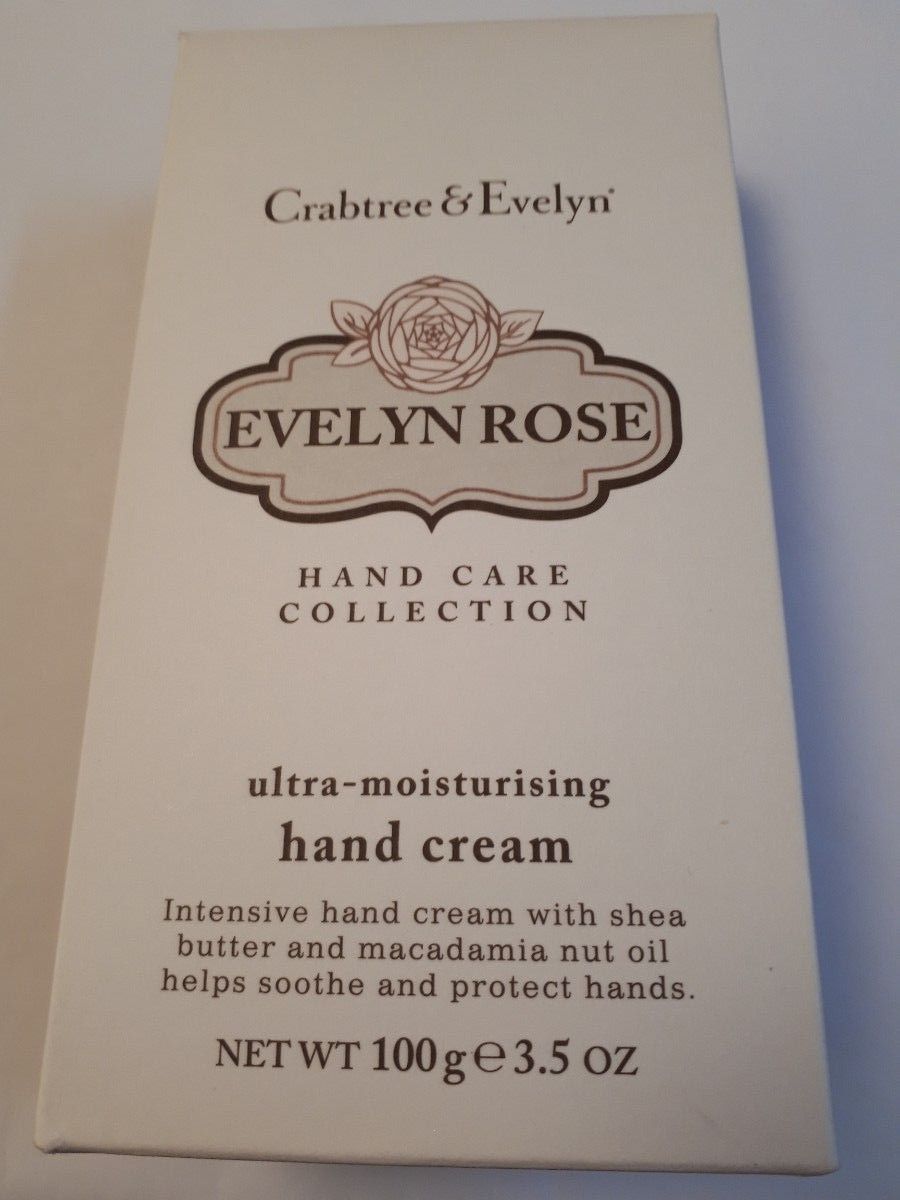 Crabtree & Evelyn®
EVELYN ROSE
HAND CARE
COLLECTION
ultra-moisturising
hand cream
Intensive hand cream with shea
butter and macadamia nut oil
helps soothe and protect hands.
NET WT 100g℮3.5 OZ